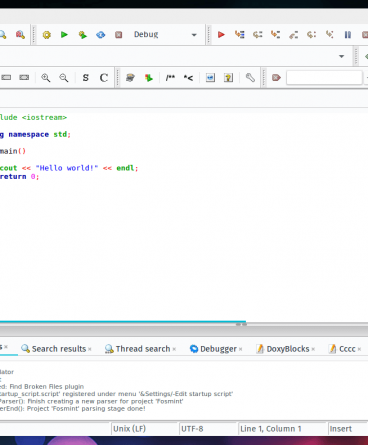 Debug
S C /** *<
lude <iostream>
g namespace std;
main()
cout << "Hello world!" << endl;
return 0;
s × Search results × Thread search × Debugger × DoxyBlocks × Cccc ×
lator
ed: Find Broken Files plugin
startup_script.script' registered under menu '&Settings/-Edit startup script'
Parser(): Finish creating a new parser for project 'Fosmint'
erEnd(): Project 'Fosmint' parsing stage done!
Unix (LF) UTF-8 Line 1, Column 1 Insert